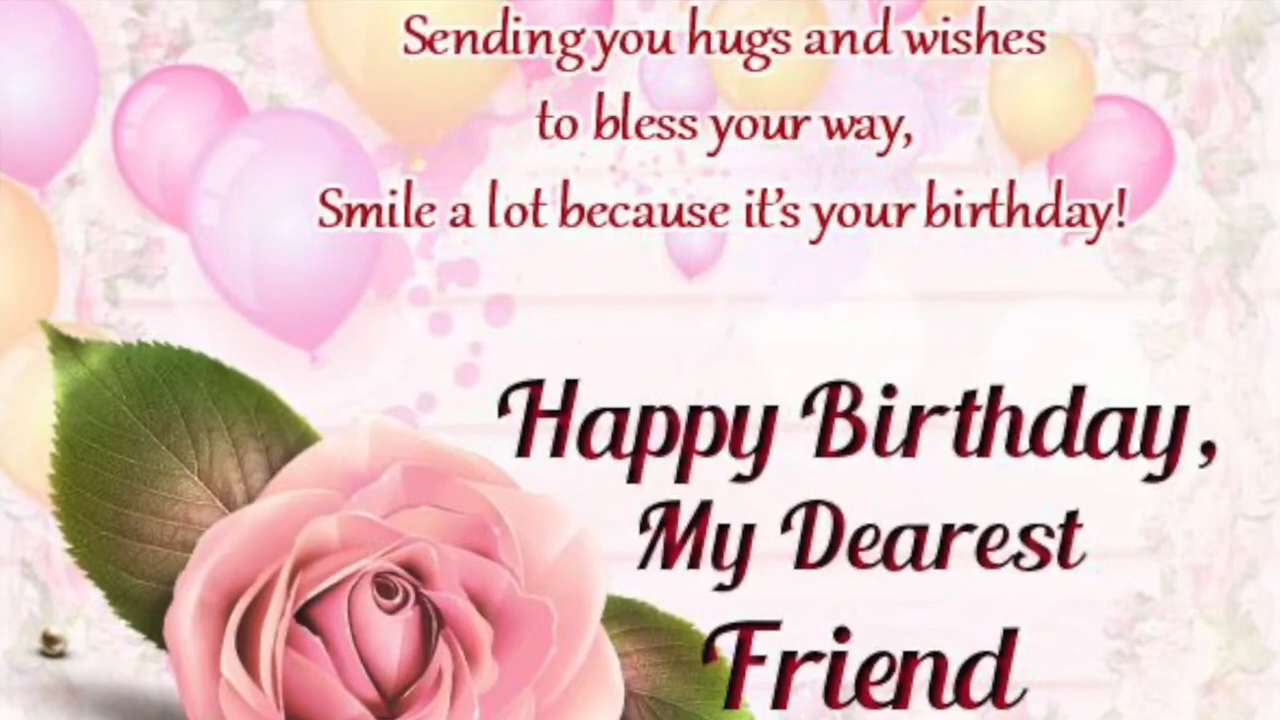 Sending you hugs and wishes
to bless your way,
Smile a lot because it's your birthday!
Happy Birthday,
My Dearest
Friend